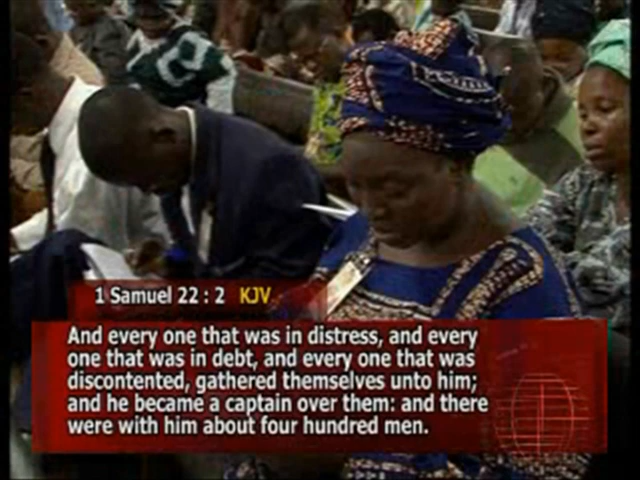 1 Samuel 22 : 2 KJV
And every one that was in distress, and every
one that was in debt, and every one that was
discontented, gathered themselves unto him;
and he became a captain over them: and there
were with him about four hundred men.